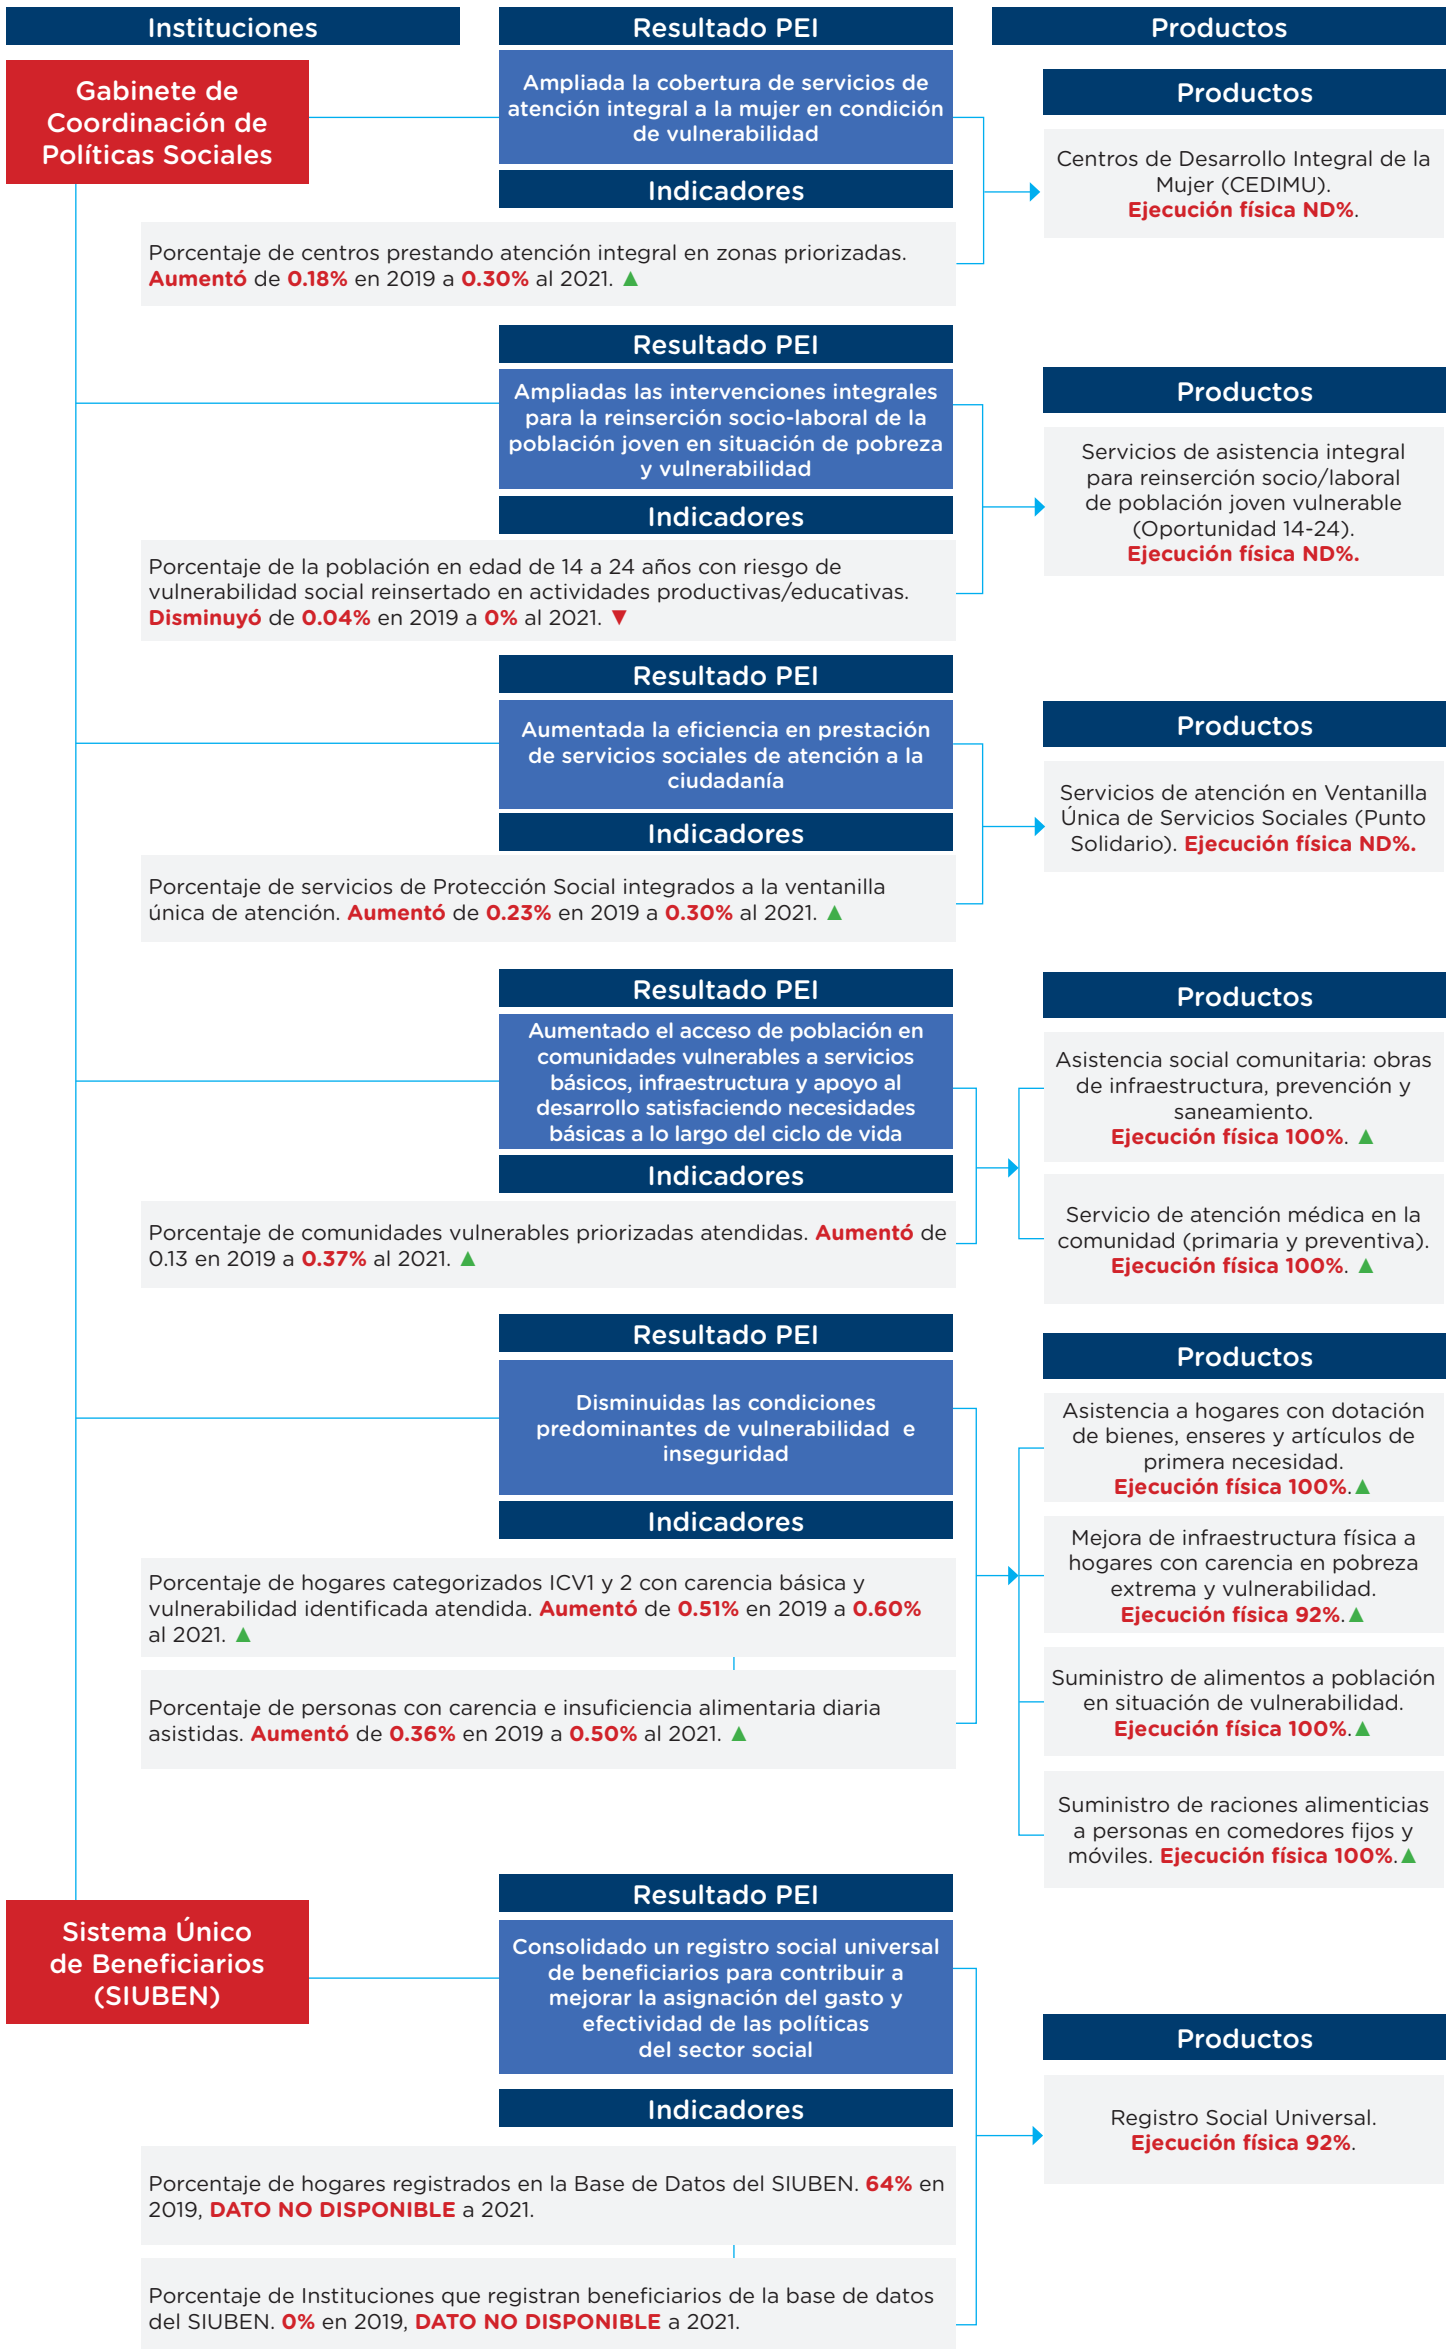 Instituciones
Resultado PEI
Productos
Gabinete de
Coordinación de
Políticas Sociales
Ampliada la cobertura de servicios de
atención integral a la mujer en condición
de vulnerabilidad
Indicadores
Porcentaje de centros prestando atención integral en zonas priorizadas.
Aumentó de 0.18% en 2019 a 0.30% al 2021. ▲
Productos
Centros de Desarrollo Integral de la
Mujer (CEDIMU).
Ejecución física ND%.
Resultado PEI
Ampliadas las intervenciones integrales
para la reinserción socio-laboral de la
población joven en situación de pobreza
y vulnerabilidad
Indicadores
Porcentaje de la población en edad de 14 a 24 años con riesgo de
vulnerabilidad social reinsertado en actividades productivas/educativas.
Disminuyó de 0.04% en 2019 a 0% al 2021. ▼
Productos
Servicios de asistencia integral
para reinserción socio/laboral
de población joven vulnerable
(Oportunidad 14-24).
Ejecución física ND%.
Resultado PEI
Aumentada la eficiencia en prestación
de servicios sociales de atención a la
ciudadanía
Indicadores
Porcentaje de servicios de Protección Social integrados a la ventanilla
única de atención. Aumentó de 0.23% en 2019 a 0.30% al 2021. ▲
Productos
Servicios de atención en Ventanilla
Única de Servicios Sociales (Punto
Solidario). Ejecución física ND%.
Resultado PEI
Aumentado el acceso de población en
comunidades vulnerables a servicios
básicos, infraestructura y apoyo al
desarrollo satisfaciendo necesidades
básicas a lo largo del ciclo de vida
Indicadores
Porcentaje de comunidades vulnerables priorizadas atendidas. Aumentó de
0.13 en 2019 a 0.37% al 2021. ▲
Productos
Asistencia social comunitaria: obras
de infraestructura, prevención y
saneamiento.
Ejecución física 100%. ▲
Servicio de atención médica en la
comunidad (primaria y preventiva).
Ejecución física 100%. ▲
Resultado PEI
Disminuidas las condiciones
predominantes de vulnerabilidad e
inseguridad
Indicadores
Porcentaje de hogares categorizados ICV1 y 2 con carencia básica y
vulnerabilidad identificada atendida. Aumentó de 0.51% en 2019 a 0.60%
al 2021. ▲
Porcentaje de personas con carencia e insuficiencia alimentaria diaria
asistidas. Aumentó de 0.36% en 2019 a 0.50% al 2021. ▲
Productos
Asistencia a hogares con dotación
de bienes, enseres y artículos de
primera necesidad.
Ejecución física 100%.▲
Mejora de infraestructura física a
hogares con carencia en pobreza
extrema y vulnerabilidad.
Ejecución física 92%.▲
Suministro de alimentos a población
en situación de vulnerabilidad.
Ejecución física 100%.▲
Suministro de raciones alimenticias
a personas en comedores fijos y
móviles. Ejecución física 100%.▲
Sistema Único
de Beneficiarios
(SIUBEN)
Resultado PEI
Consolidado un registro social universal
de beneficiarios para contribuir a
mejorar la asignación del gasto y
efectividad de las políticas
del sector social
Indicadores
Porcentaje de hogares registrados en la Base de Datos del SIUBEN. 64% en
2019, DATO NO DISPONIBLE a 2021.
Porcentaje de Instituciones que registran beneficiarios de la base de datos
del SIUBEN. 0% en 2019, DATO NO DISPONIBLE a 2021.
Productos
Registro Social Universal.
Ejecución física 92%.